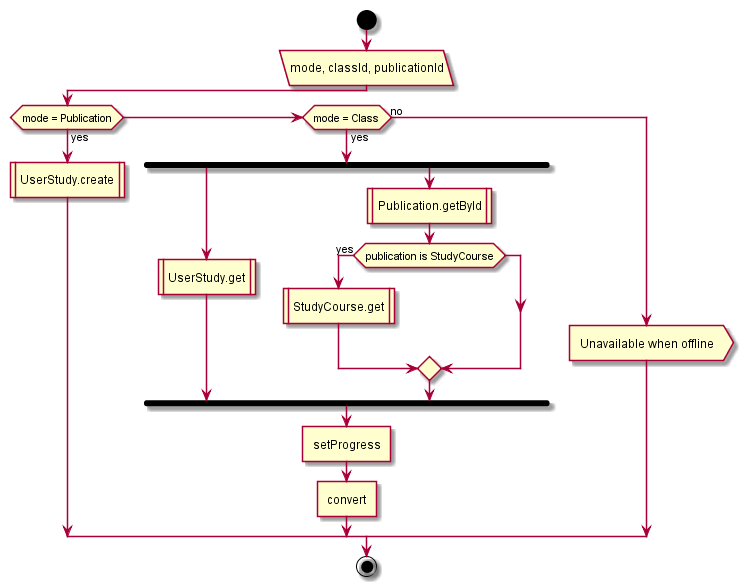 mode, classId, publicationId
mode = Publication
mode = Class
no
yes
yes
UserStudy.create
Publication.getById
yes
publication is StudyCourse
UserStudy.get
StudyCourse.get
Unavailable when offline
setProgress
convert